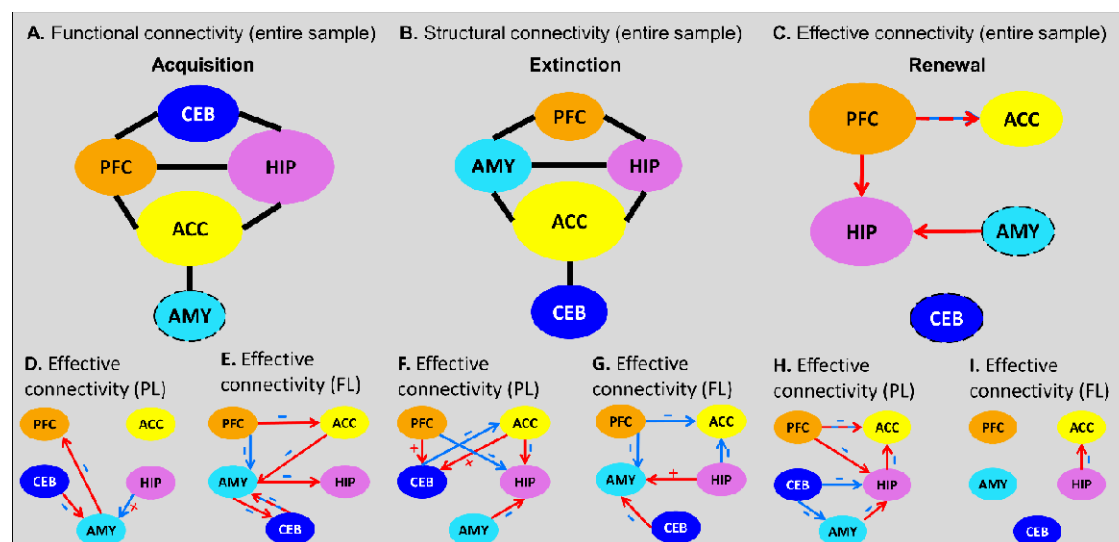 A. Functional connectivity (entire sample)
B. Structural connectivity (entire sample)
C. Effective connectivity (entire sample)
Acquisition
Extinction
Renewal
CEB
PFC
HIP
ACC
AMY
PFC
AMY
HIP
ACC
CEB
PFC
ACC
HIP
AMY
CEB
D. Effective
connectivity (PL)
PFC
ACC
-
CEB
HIP
-
+
AMY
E. Effective
connectivity (FL)
PFC
-
ACC
-
-
AMY
-
HIP
-
-
CEB
F. Effective
connectivity (PL)
PFC
-
ACC
+
-
-
+
CEB
HIP
-
AMY
G. Effective
connectivity (FL)
PFC
-
ACC
-
-
AMY
+
HIP
-
CEB
H. Effective
connectivity (PL)
PFC
-
ACC
-
-
CEB
-
HIP
-
-
AMY
I. Effective
connectivity (FL)
PFC
ACC
-
AMY
HIP
CEB